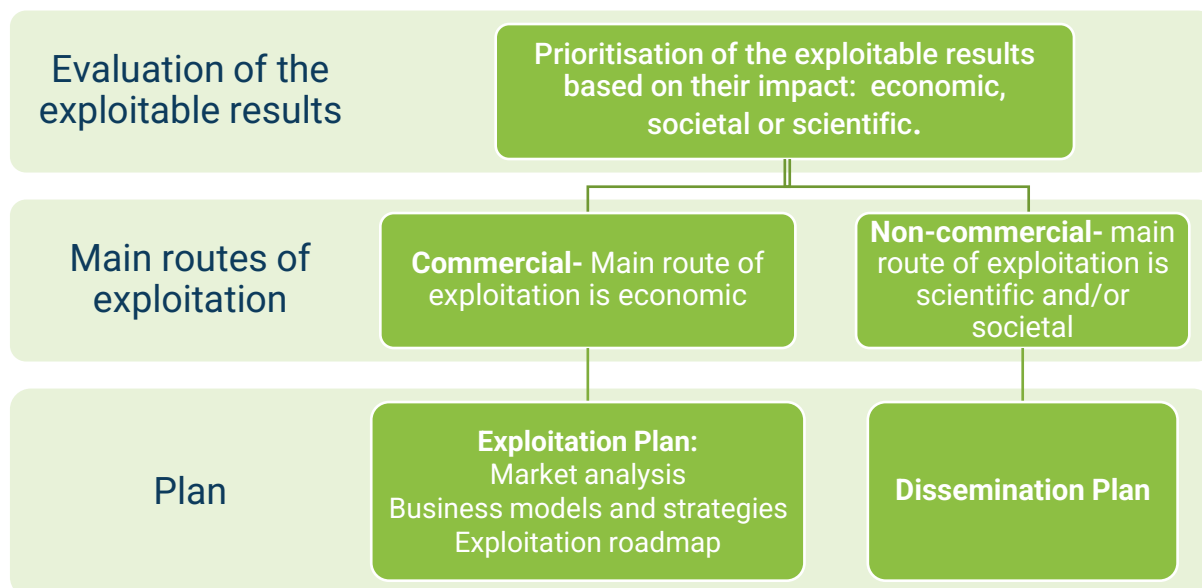 Evaluation of the
exploitable results
Prioritisation of the exploitable results
based on their impact: economic,
societal or scientific.
Main routes of
exploitation
Commercial- Main route of
exploitation is economic
Non-commercial- main
route of exploitation is
scientific and/or
societal
Plan
Exploitation Plan:
Market analysis
Business models and strategies
Exploitation roadmap
Dissemination Plan